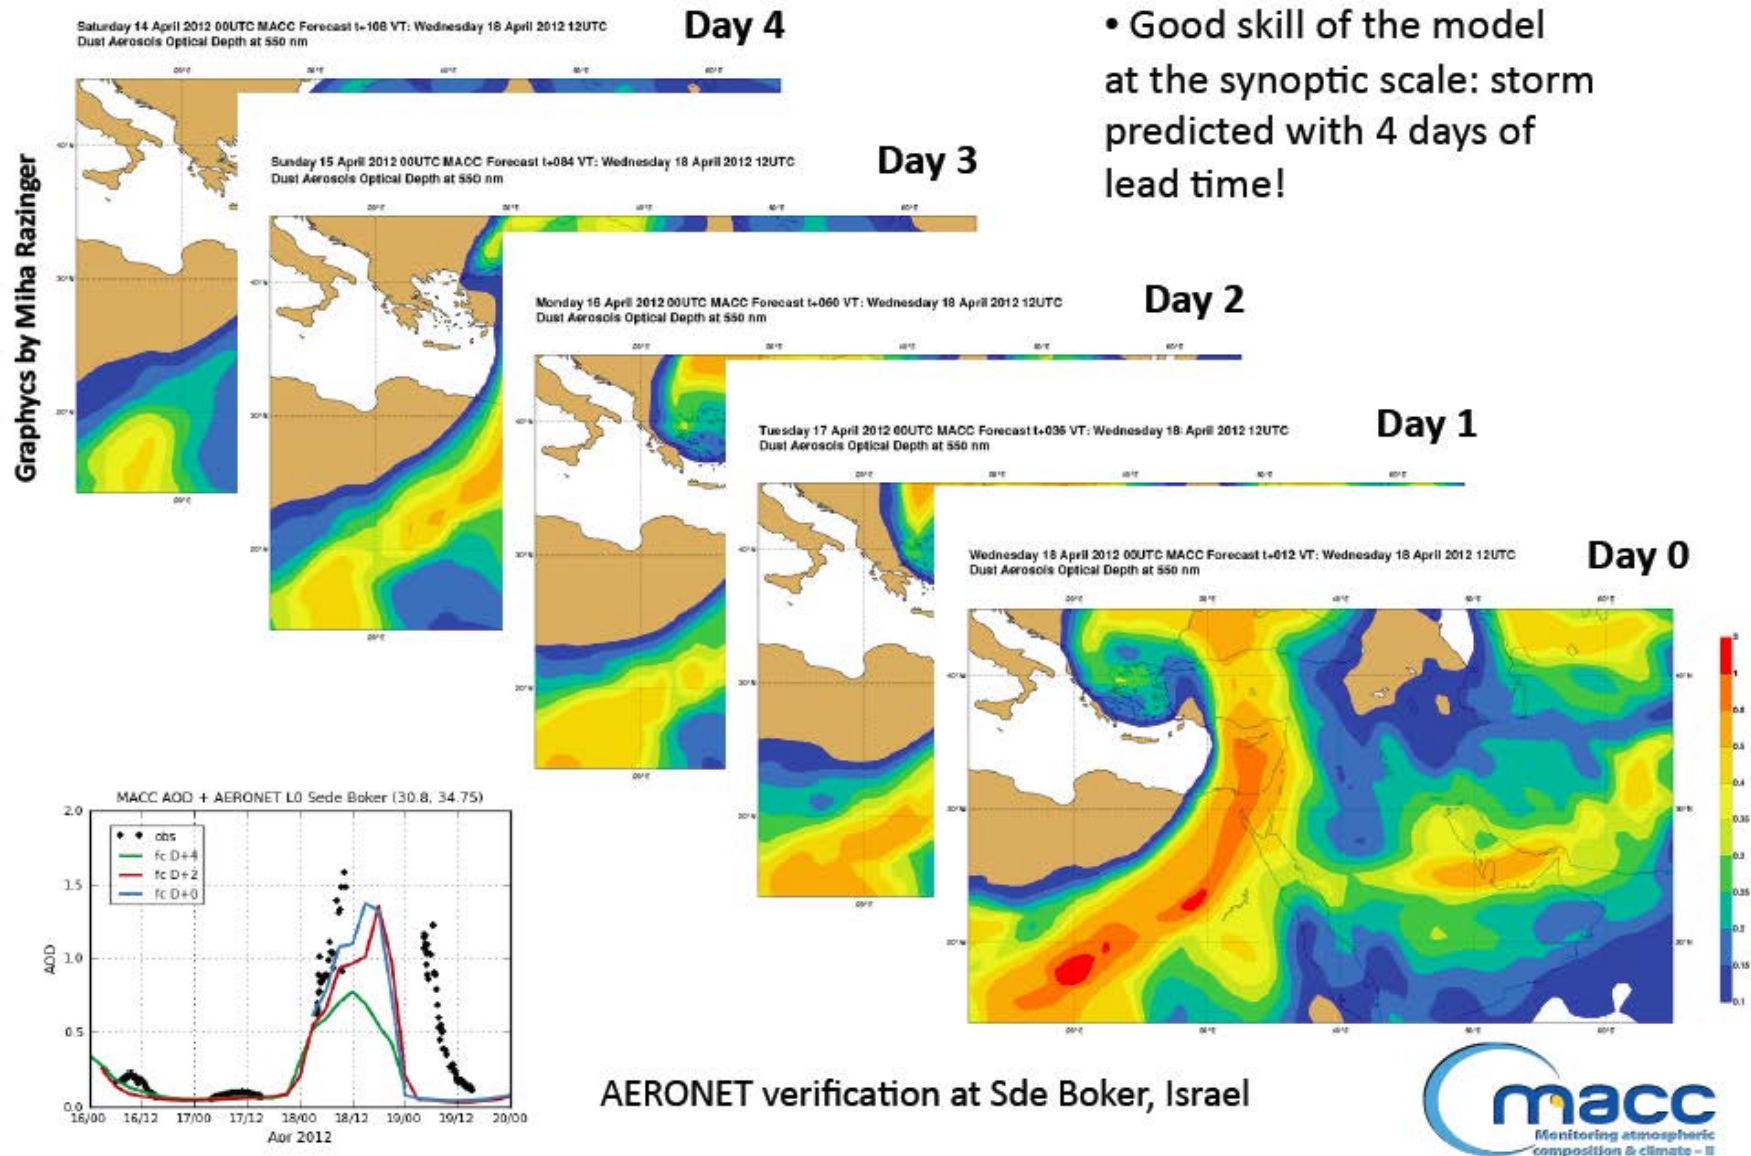 Saturday 14 April 2012 00UTC MACC Forecast t+108 VT: Wednesday 18 April 2012 12UTC
Dust Aerosols Optical Depth at 550 nm
Day 4
• Good skill of the model
at the synoptic scale: storm
predicted with 4 days of
lead time!
Graphycs by Miha Razinger
Sunday 15 April 2012 00UTC MACC Forecast t+084 VT: Wednesday 18 April 2012 12UTC
Dust Aerosols Optical Depth at 550 nm
Day 3
Monday 16 April 2012 00UTC MACC Forecast t+060 VT: Wednesday 18 April 2012 12UTC
Dust Aerosols Optical Depth at 550 nm
Day 2
Tuesday 17 April 2012 00UTC MACC Forecast t+036 VT: Wednesday 18 April 2012 12UTC
Dust Aerosols Optical Depth at 550 nm
Day 1
Wednesday 18 April 2012 00UTC MACC Forecast t+012 VT: Wednesday 18 April 2012 12UTC
Dust Aerosols Optical Depth at 550 nm
Day 0
MACC AOD + AERONET L0 Sede Boker (30.8, 34.75)
obs
fc D+4
fc D+2
fc D+0
2.0
1.5
1.0
0.5
0.0
AOD
16/00 16/12 17/00 17/12 18/00 18/12 19/00 19/12 20/00
Apr 2012
AERONET verification at Sde Boker, Israel
macc
Monitoring atmospheric
composition & climate – II